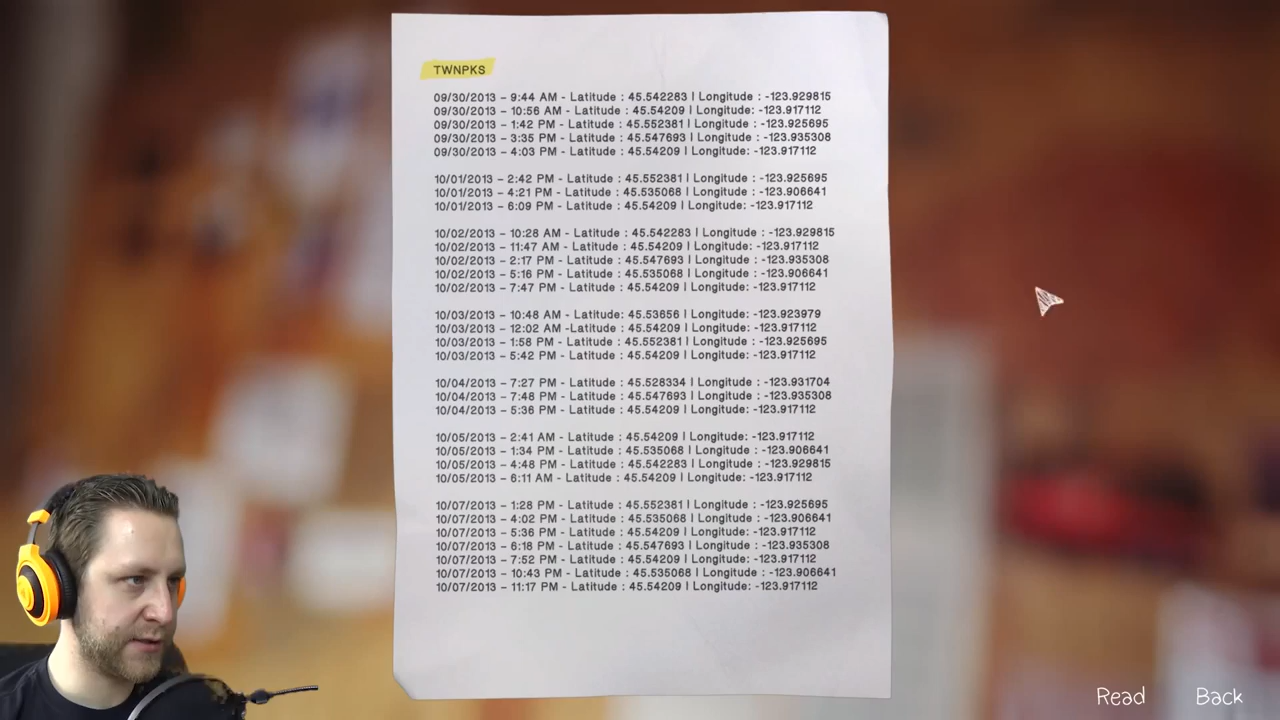 TWNPKS
09/30/2013 – 9:44 AM - Latitude : 45.542283 | Longitude : -123.929815
09/30/2013 – 10:56 AM - Latitude : 45.54209 | Longitude: -123.917112
09/30/2013 – 1:42 PM - Latitude : 45.552381 | Longitude : -123.925695
09/30/2013 – 3:35 PM - Latitude : 45.547693 | Longitude : -123.935308
09/30/2013 – 4:03 PM - Latitude : 45.54209 | Longitude: -123.917112
10/01/2013 – 2:42 PM - Latitude : 45.552381 | Longitude : -123.925695
10/01/2013 – 4:21 PM - Latitude : 45.535068 | Longitude : -123.906641
10/01/2013 – 6:09 PM - Latitude : 45.54209 | Longitude: -123.917112
10/02/2013 – 10:28 AM - Latitude : 45.542283 | Longitude : -123.929815
10/02/2013 – 11:47 AM - Latitude : 45.54209 | Longitude: -123.917112
10/02/2013 – 2:17 PM - Latitude : 45.547693 | Longitude : -123.935308
10/02/2013 – 5:16 PM - Latitude : 45.535068 | Longitude : -123.906641
10/02/2013 – 7:47 PM - Latitude : 45.54209 | Longitude: -123.917112
10/03/2013 – 10:48 AM - Latitude: 45.53656 | Longitude : -123.923979
10/03/2013 – 12:02 AM -Latitude: 45.54209 | Longitude: -123.917112
10/03/2013 – 1:58 PM - Latitude : 45.552381 | Longitude : -123.925695
10/03/2013 – 5:42 PM - Latitude : 45.54209 | Longitude: -123.917112
10/04/2013 – 7:27 PM - Latitude : 45.528334 | Longitude : -123.931704
10/04/2013 – 7:48 PM - Latitude : 45.547693 | Longitude : -123.935308
10/04/2013 – 5:36 PM - Latitude : 45.54209 | Longitude: -123.917112
10/05/2013 – 2:41 AM - Latitude : 45.54209 | Longitude: -123.917112
10/05/2013 – 1:34 PM - Latitude : 45.535068 | Longitude : -123.906641
10/05/2013 – 4:48 PM - Latitude : 45.542283 | Longitude : -123.929815
10/05/2013 – 6:11 AM - Latitude : 45.54209 | Longitude: -123.917112
10/07/2013 – 1:28 PM - Latitude : 45.552381 | Longitude : -123.925695
10/07/2013 – 4:02 PM - Latitude : 45.535068 | Longitude : -123.906641
10/07/2013 – 5:36 PM - Latitude : 45.54209 | Longitude: -123.917112
10/07/2013 – 6:18 PM - Latitude : 45.547693 | Longitude : -123.935308
10/07/2013 – 7:52 PM - Latitude : 45.54209 | Longitude: -123.917112
10/07/2013 – 10:43 PM - Latitude : 45.535068 | Longitude : -123.906641
10/07/2013 – 11:17 PM - Latitude : 45.54209 | Longitude: -123.917112
Read Back